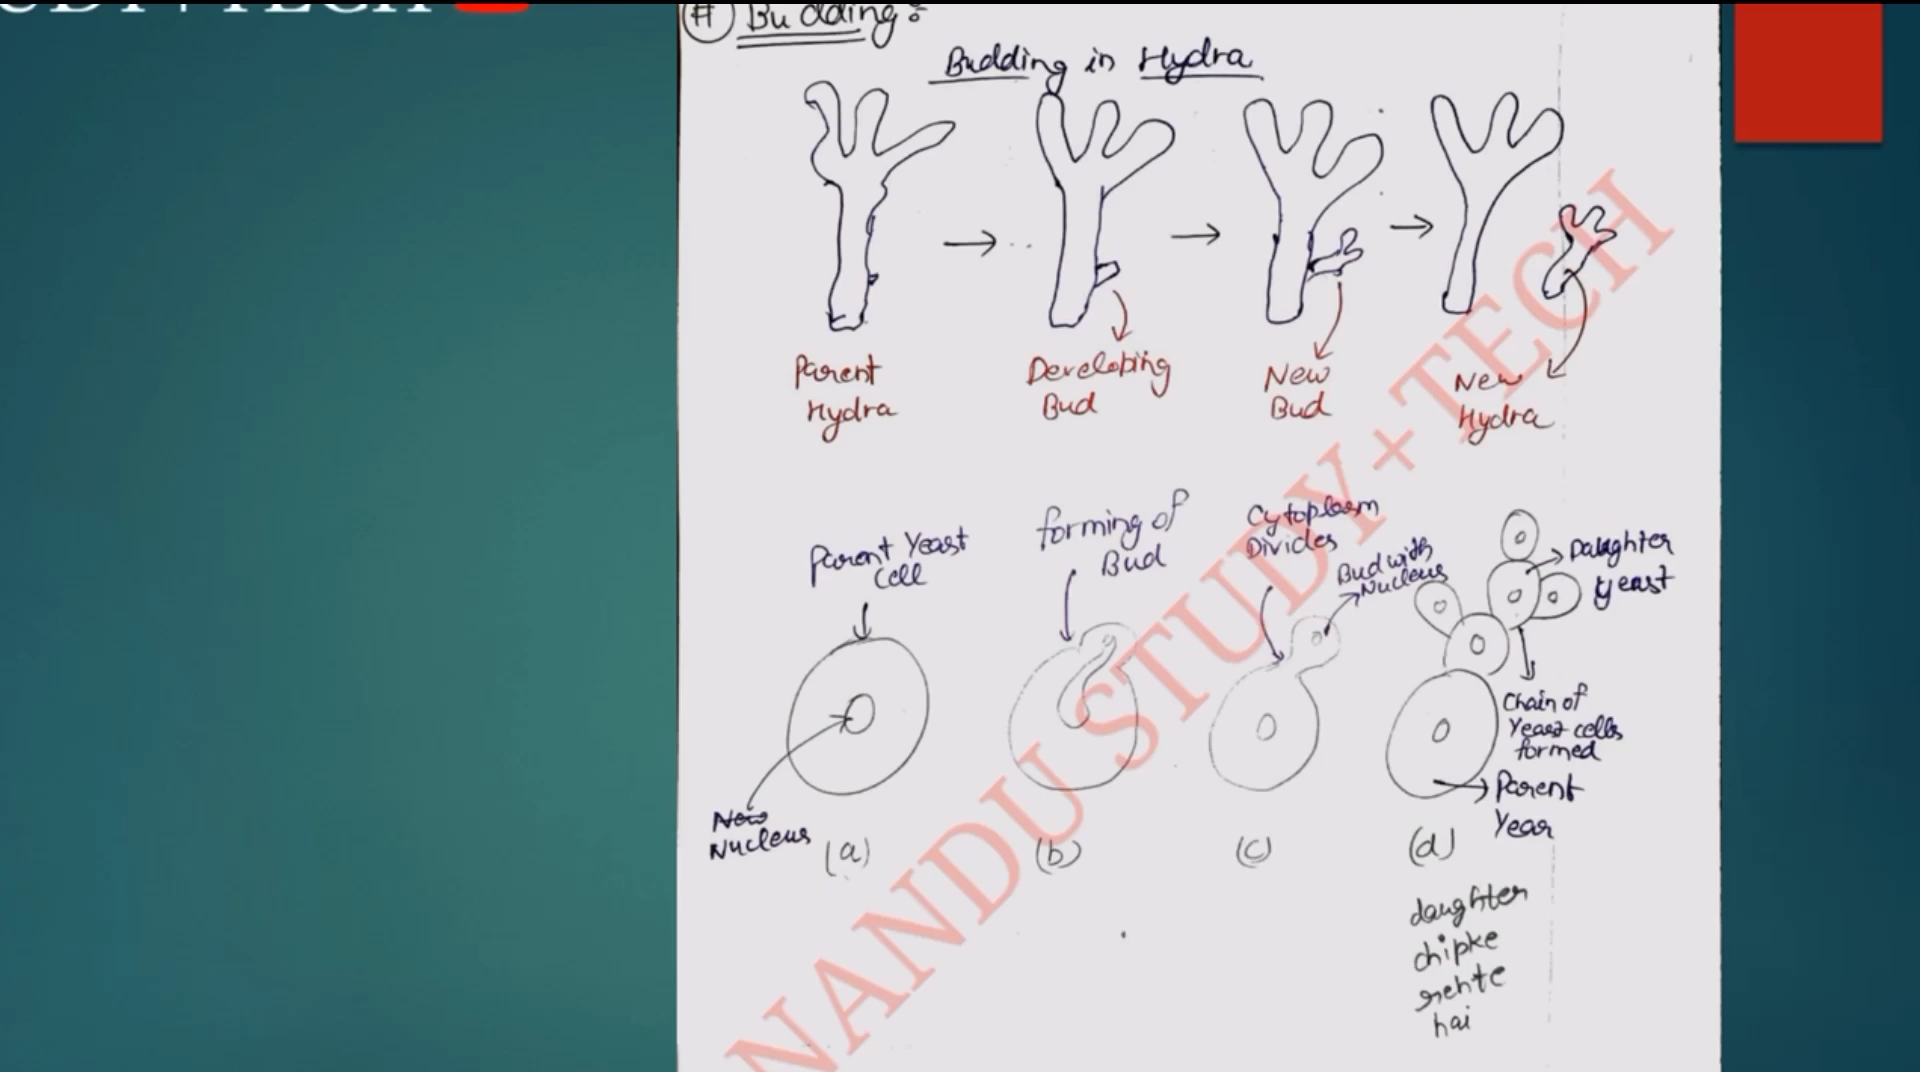 # Budding :
Budding in Hydra
Parent
Hydra
Developing
Bud
New
Bud
New
Hydra
Parent Yeast
Cell
forming of
Bud
Cytoplasm
Divides
Bud with
Nucleus
Daughter
yeast
Chain of
Yeast cells
formed
Parent
Year
Nucleus
(a)
(b)
(c)
(d)
daughter
chipke
rehte
hai
NANDU STUDY+TECH